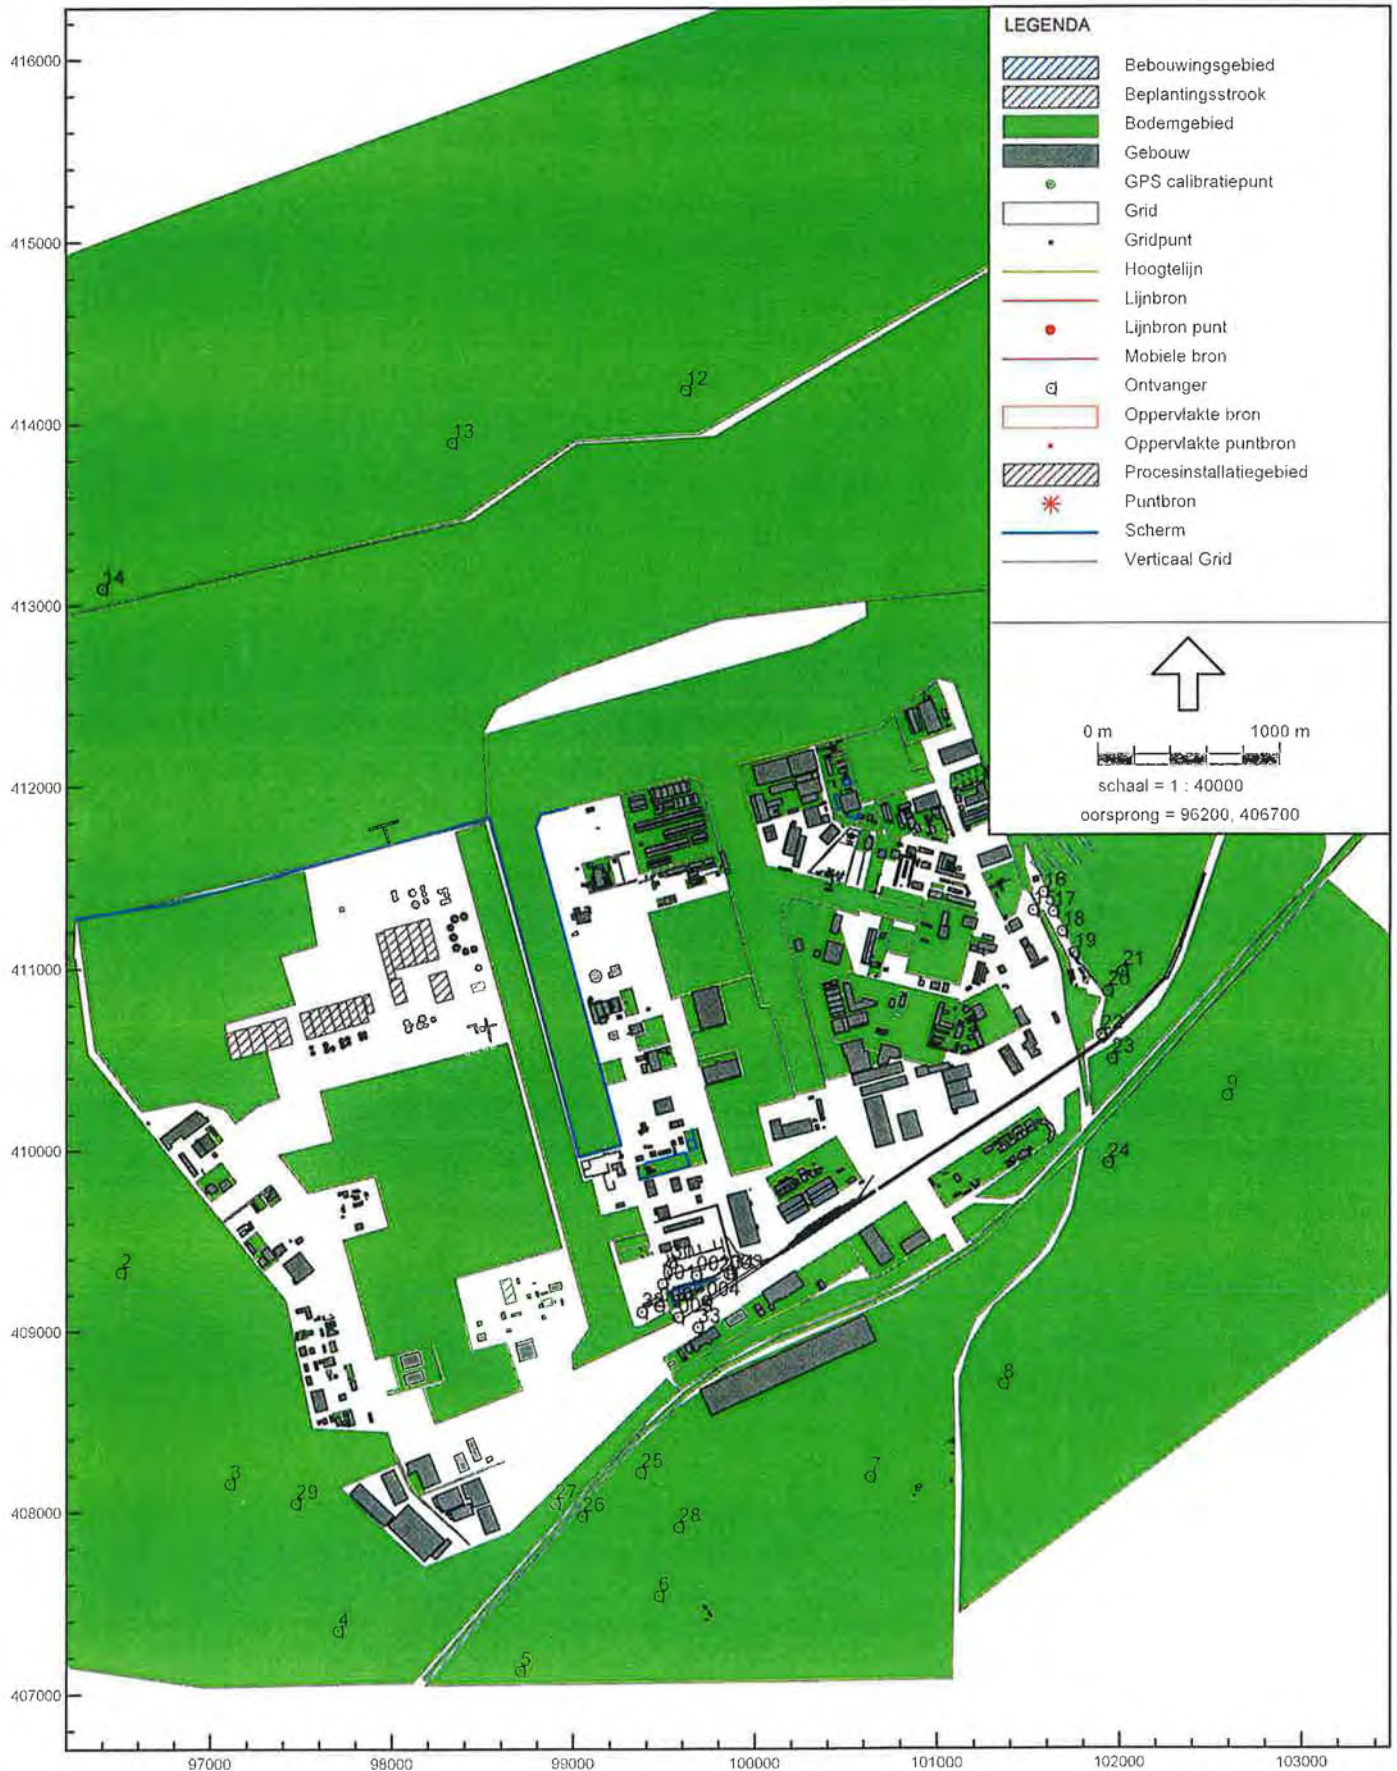 LEGENDA
Bebouwingsgebied
Beplantingsstrook
Bodemgebied
Gebouw
GPS calibratiepunt
Grid
Gridpunt
Hoogtelijn
Lijnbron
Lijnbron punt
Mobiele bron
Ontvanger
Oppervlakte bron
Oppervlakte puntbron
Procesinstallatiegebied
Puntbron
Scherm
Verticaal Grid
0 m 1000 m
schaal = 1 : 40000
oorsprong = 96200, 406700
416000
415000
414000
413000
412000
411000
410000
409000
408000
407000
12
13
14
16
15
17
18
19
21
20
22
23
9
24
2
33
8
3
29
25
7
27
26
28
6
4
5
97000 98000 99000 100000 101000 102000 103000